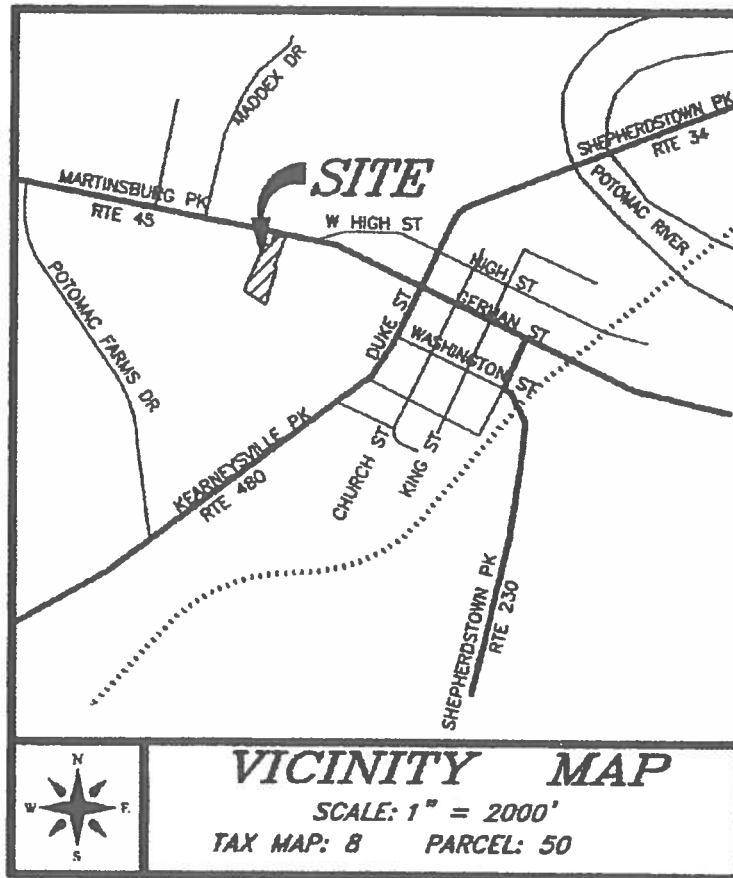 MADDEX DR
SHEPHERDSTOWN PK
RTE 34
MARTINSBURG PK
RTE 45
SITE
W HIGH ST
POTOMAC RIVER
HIGH ST
GERMAN ST
POTOMAC FARMS DR
DUKE ST
WASHINGTON ST
KEARNEYSVILLE PK
RTE 480
CHURCH ST
KING ST
SHEPHERDSTOWN PK
RTE 230
N
W E
S
VICINITY MAP
SCALE: 1" = 2000'
TAX MAP: 8 PARCEL: 50